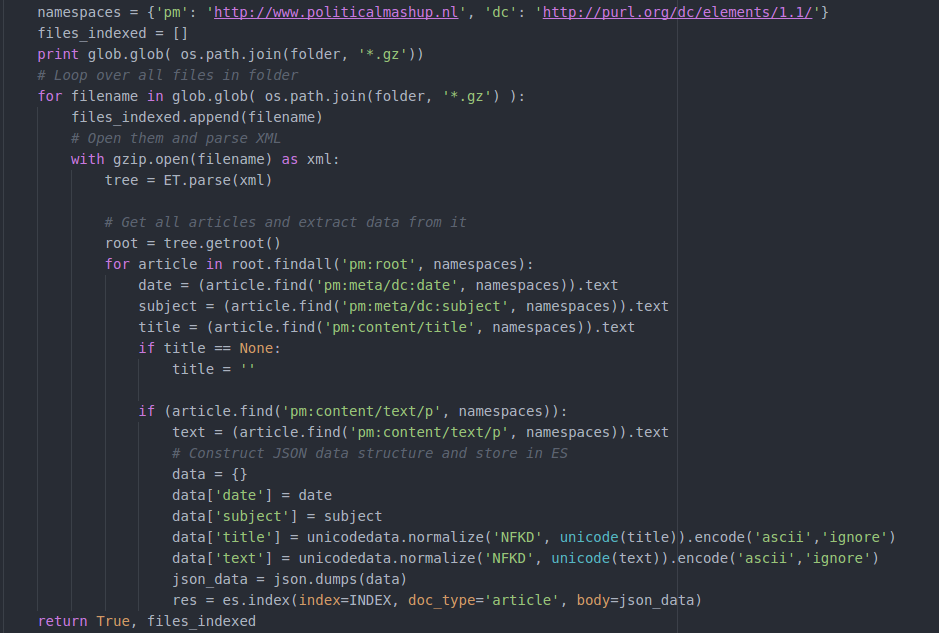 namespaces = {'pm': 'http://www.politicalmashup.nl', 'dc': 'http://purl.org/dc/elements/1.1/'}
files_indexed = []
print glob.glob( os.path.join(folder, '*.gz'))
# Loop over all files in folder
for filename in glob.glob( os.path.join(folder, '*.gz') ):
    files_indexed.append(filename)
    # Open them and parse XML
    with gzip.open(filename) as xml:
        tree = ET.parse(xml)

        # Get all articles and extract data from it
        root = tree.getroot()
        for article in root.findall('pm:root', namespaces):
            date = (article.find('pm:meta/dc:date', namespaces)).text
            subject = (article.find('pm:meta/dc:subject', namespaces)).text
            title = (article.find('pm:content/title', namespaces)).text
            if title == None:
                title = ''

            if (article.find('pm:content/text/p', namespaces)):
                text = (article.find('pm:content/text/p', namespaces)).text
                # Construct JSON data structure and store in ES
                data = {}
                data['date'] = date
                data['subject'] = subject
                data['title'] = unicodedata.normalize('NFKD', unicode(title)).encode('ascii','ignore')
                data['text'] = unicodedata.normalize('NFKD', unicode(text)).encode('ascii','ignore')
                json_data = json.dumps(data)
                res = es.index(index=INDEX, doc_type='article', body=json_data)
return True, files_indexed